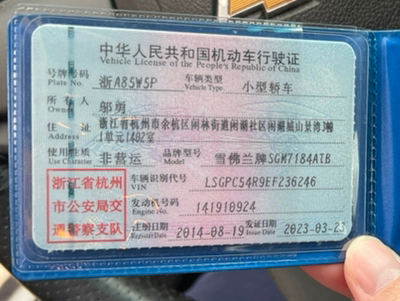 中华人民共和国机动车行驶证
Vehicle License of the People's Republic of China
号牌号码 浙A85W5P 车辆类型 小型轿车
Plate No. Vehicle Type
所有人 邬勇
Owner
住址 浙江省杭州市余杭区闲林街道闲湖社区闲湖城山景湾3幢
Address 1单元1402室
使用性质 非营运 品牌型号 雪佛兰牌SGM7184ATB
Use Character Model
浙江省杭州 车辆识别代号 LSGPC54R9EF236246
VIN
市公安局交 发动机号码 141910924
Engine No.
通警察支队 注册日期 2014-08-19 发证日期 2023-03-23
Register Date Issue Date